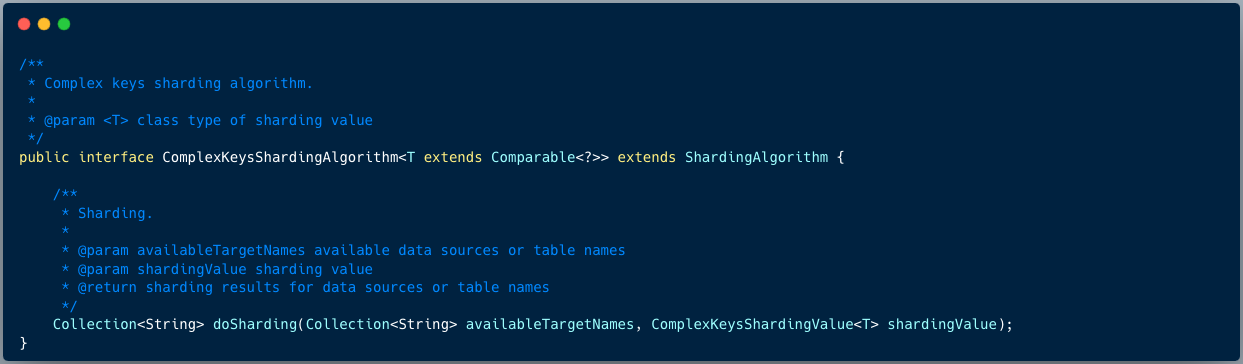 /**
 * Complex keys sharding algorithm.
 *
 * @param <T> class type of sharding value
 */
public interface ComplexKeysShardingAlgorithm<T extends Comparable<?>> extends ShardingAlgorithm {
    /**
     * Sharding.
     *
     * @param availableTargetNames available data sources or table names
     * @param shardingValue sharding value
     * @return sharding results for data sources or table names
     */
    Collection<String> doSharding(Collection<String> availableTargetNames, ComplexKeysShardingValue<T> shardingValue);
}